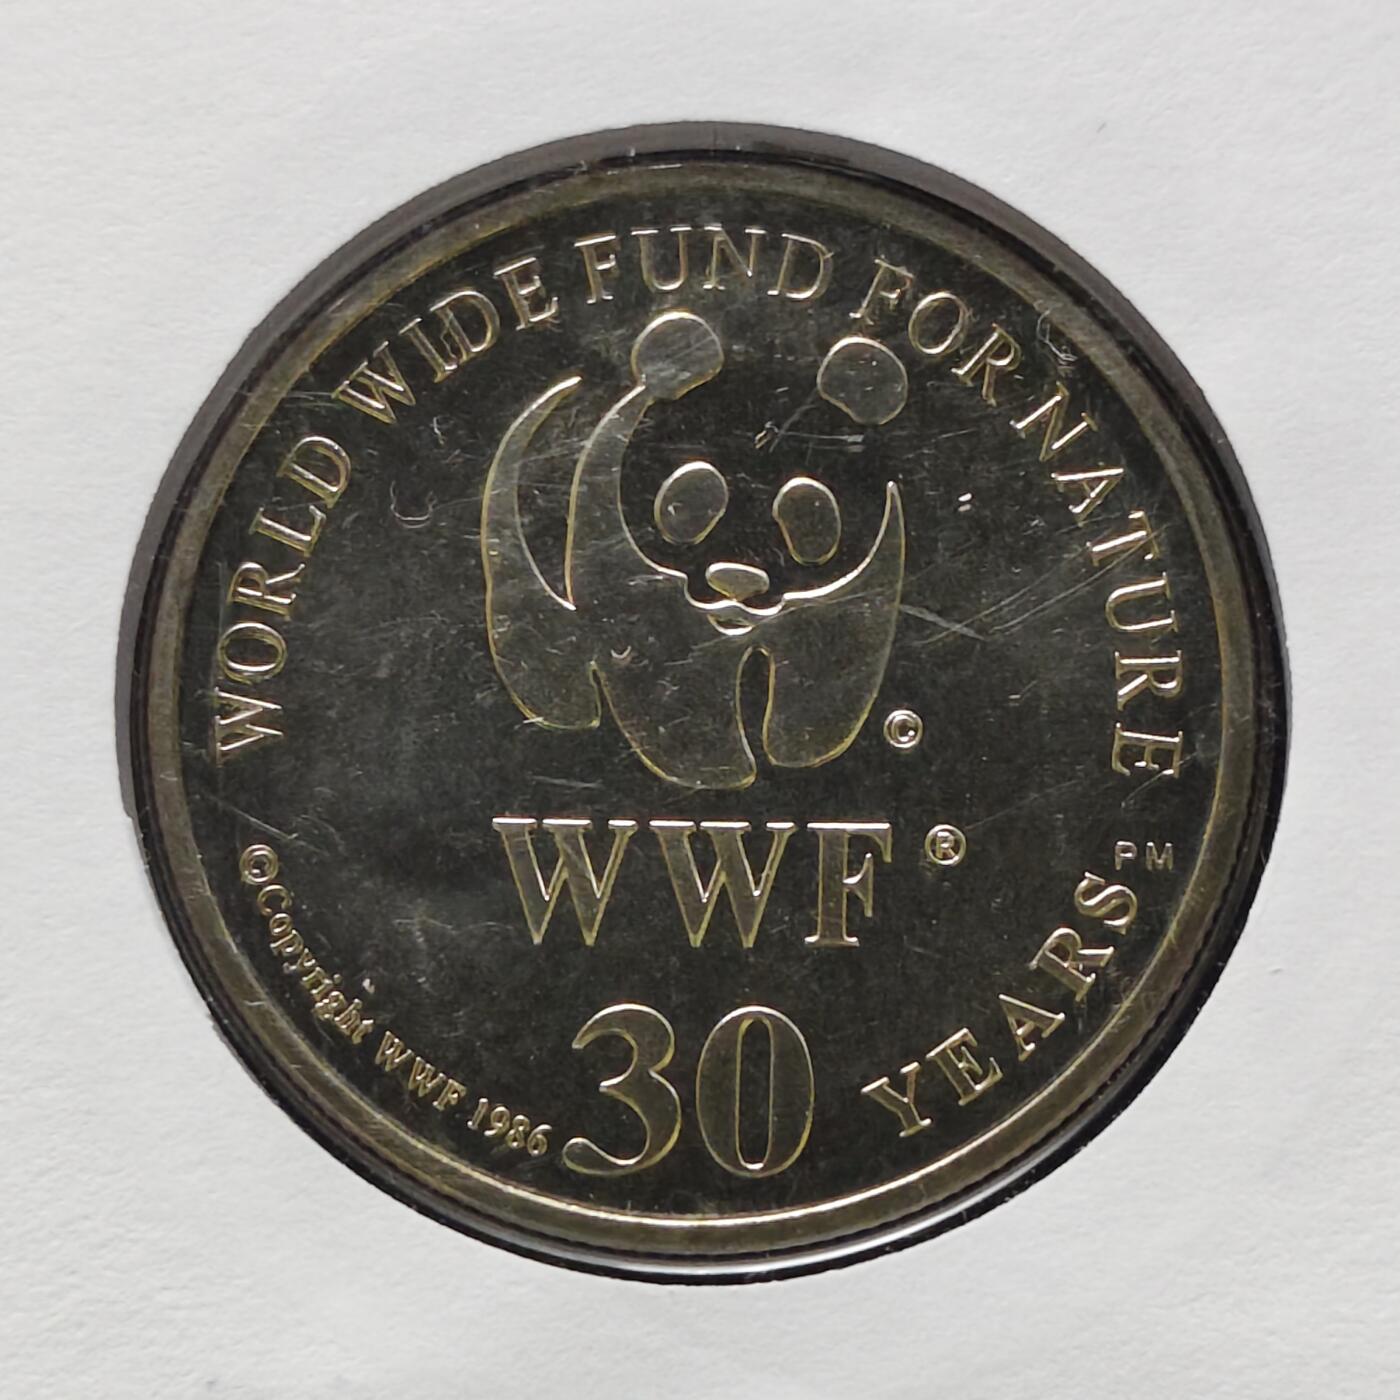 WORLD WIDE FUND FOR NATURE
©
WWF ®
PM
30 YEARS
©Copyright WWF 1986